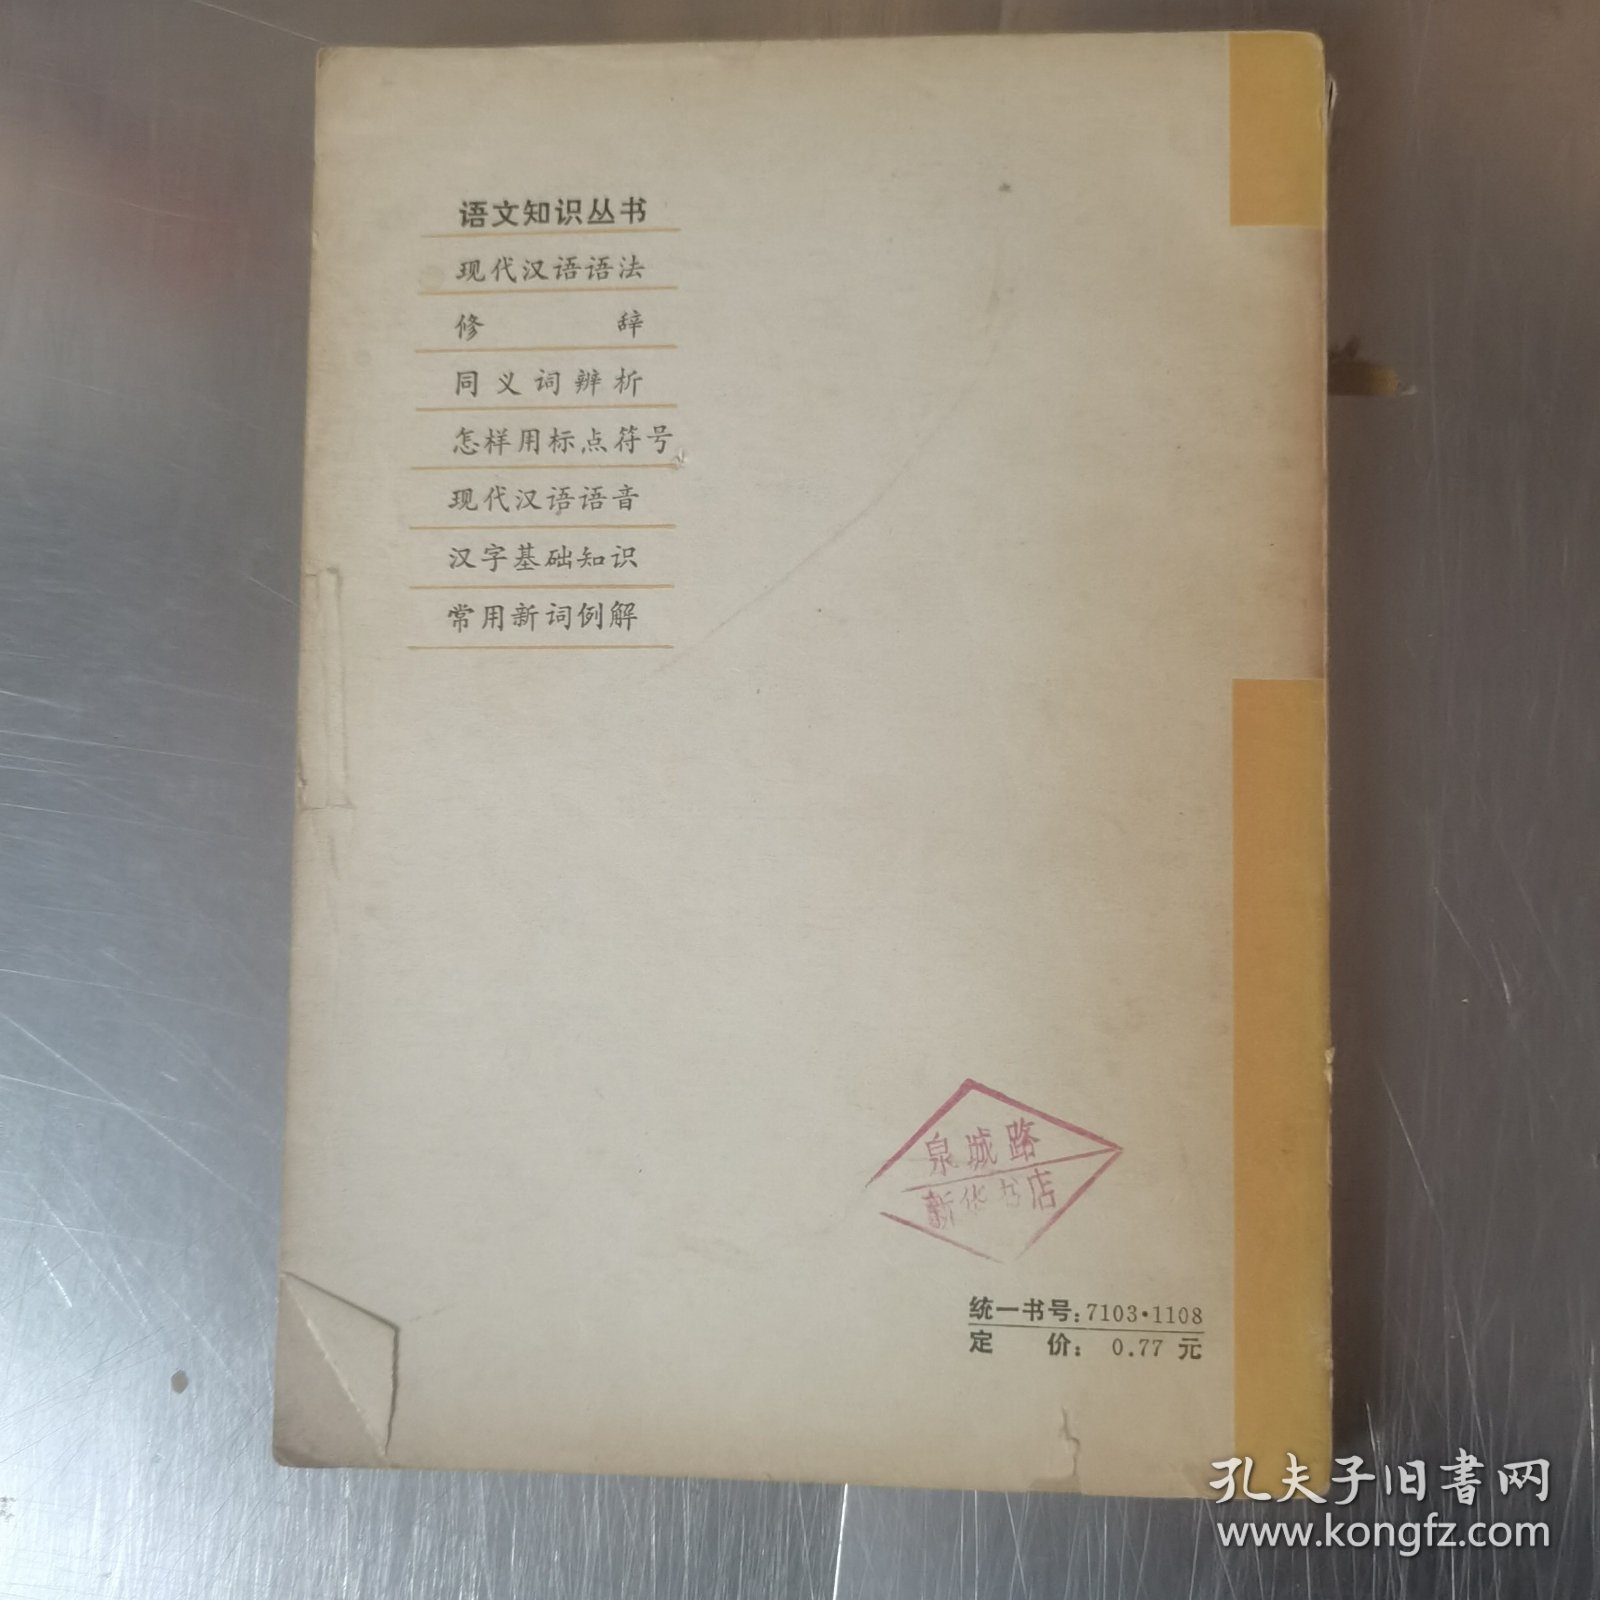 语文知识丛书
现代汉语语法
修 辞
同义词辨析
怎样用标点符号
现代汉语语音
汉字基础知识
常用新词例解
泉城路
新华书店
统一书号:7103·1108
定 价: 0.77 元
孔夫子旧书网
www.kongfz.com